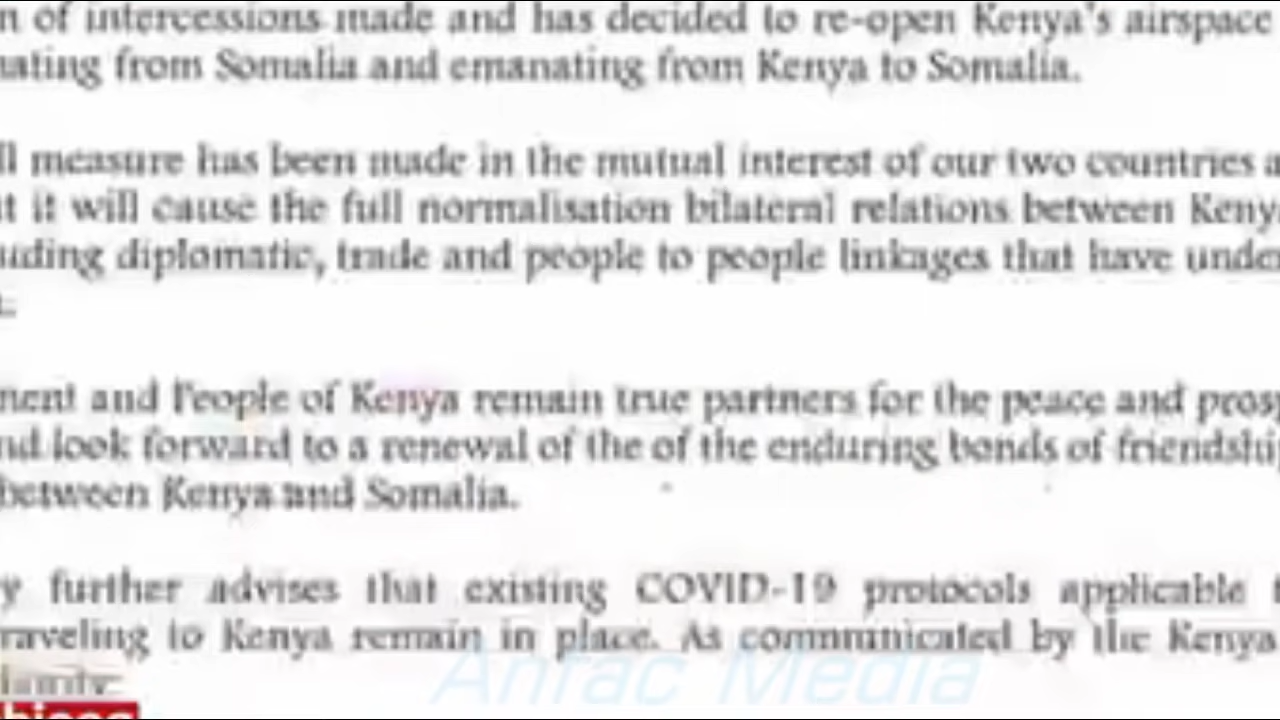 n of intercessions made and has decided to re-open Kenya's airspace
nating from Somalia and emanating from Kenya to Somalia.
ll measure has been made in the mutual interest of our two countries a
t it will cause the full normalisation bilateral relations between Keny
uding diplomatic, trade and people to people linkages that have under
nent and People of Kenya remain true partners for the peace and prosp
nd look forward to a renewal of the of the enduring bonds of friendship
between Kenya and Somalia.
y further advises that existing COVID-19 protocols applicable t
raveling to Kenya remain in place. As communicated by the Kenya
Anfac Media